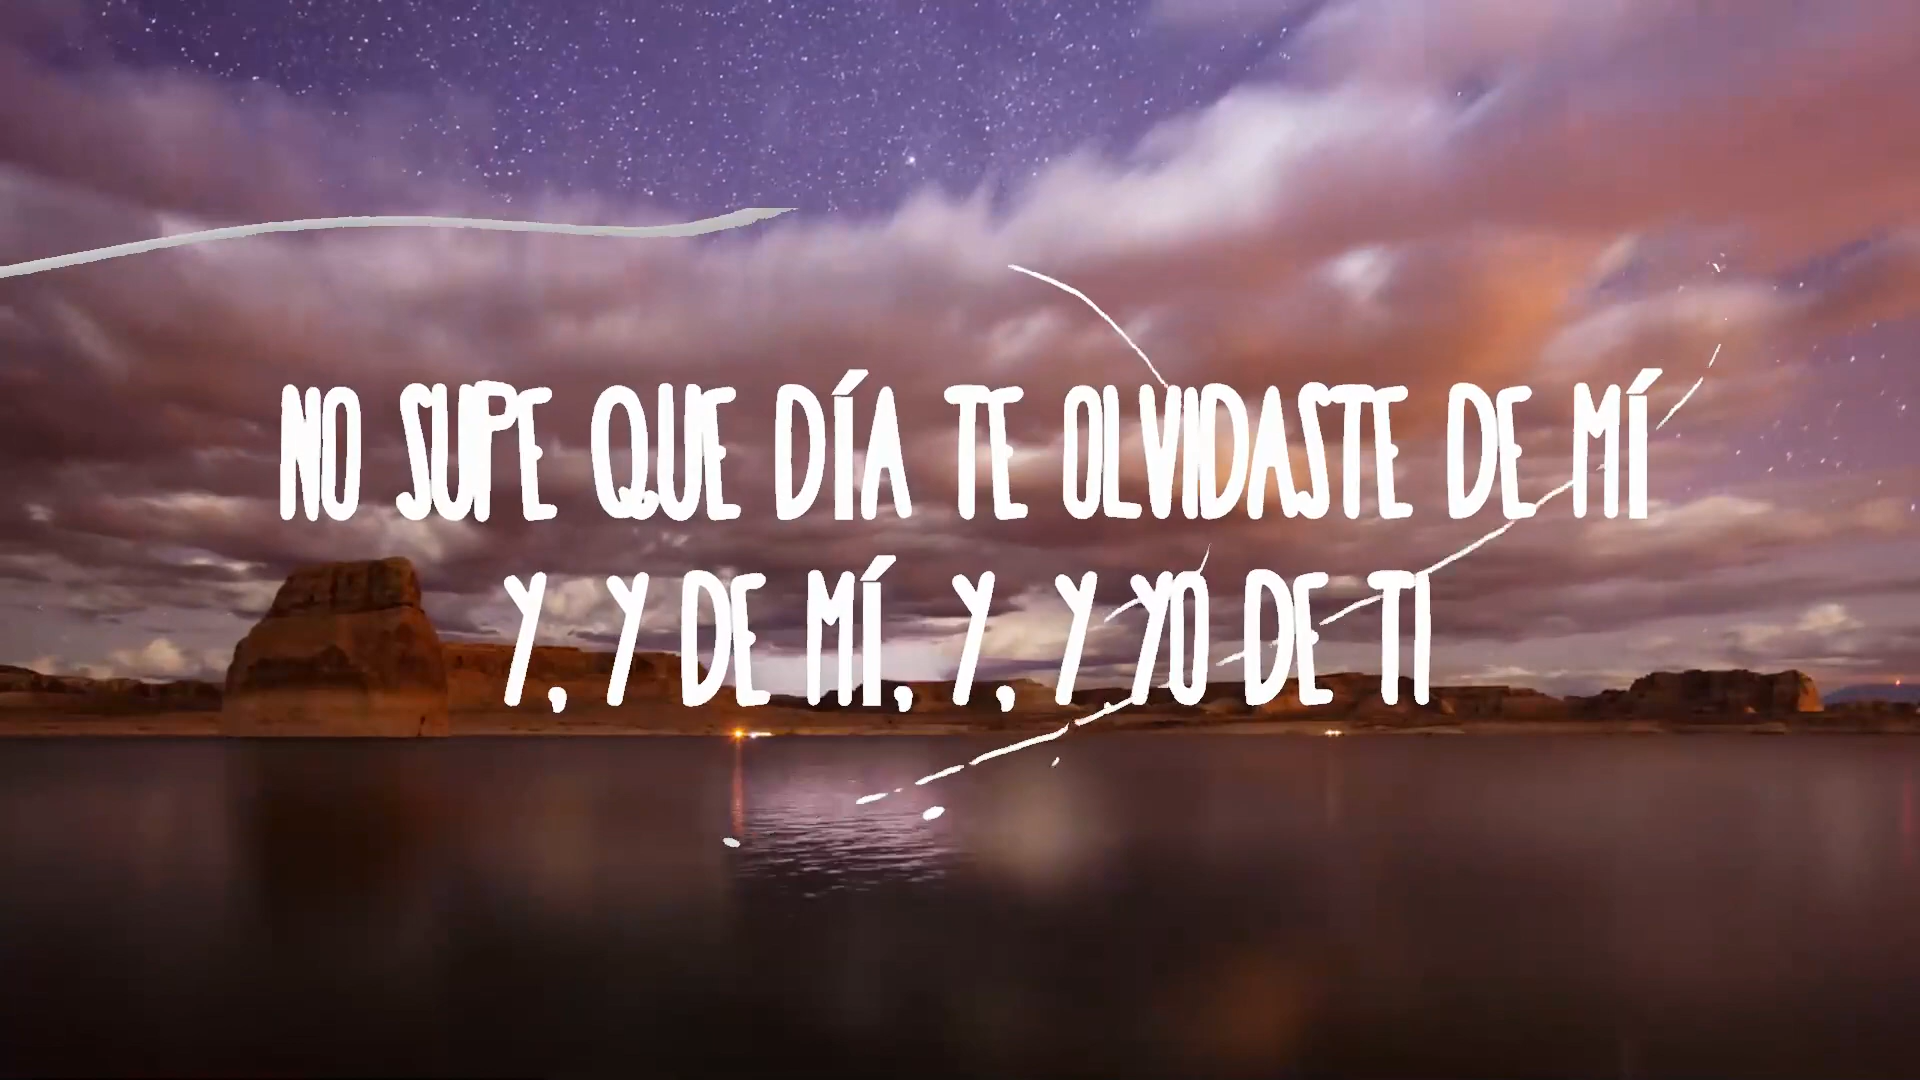 NO SUPE QUE DÍA TE OLVIDASTE DE MÍ
Y, Y DE MÍ, Y, Y YO DE TI